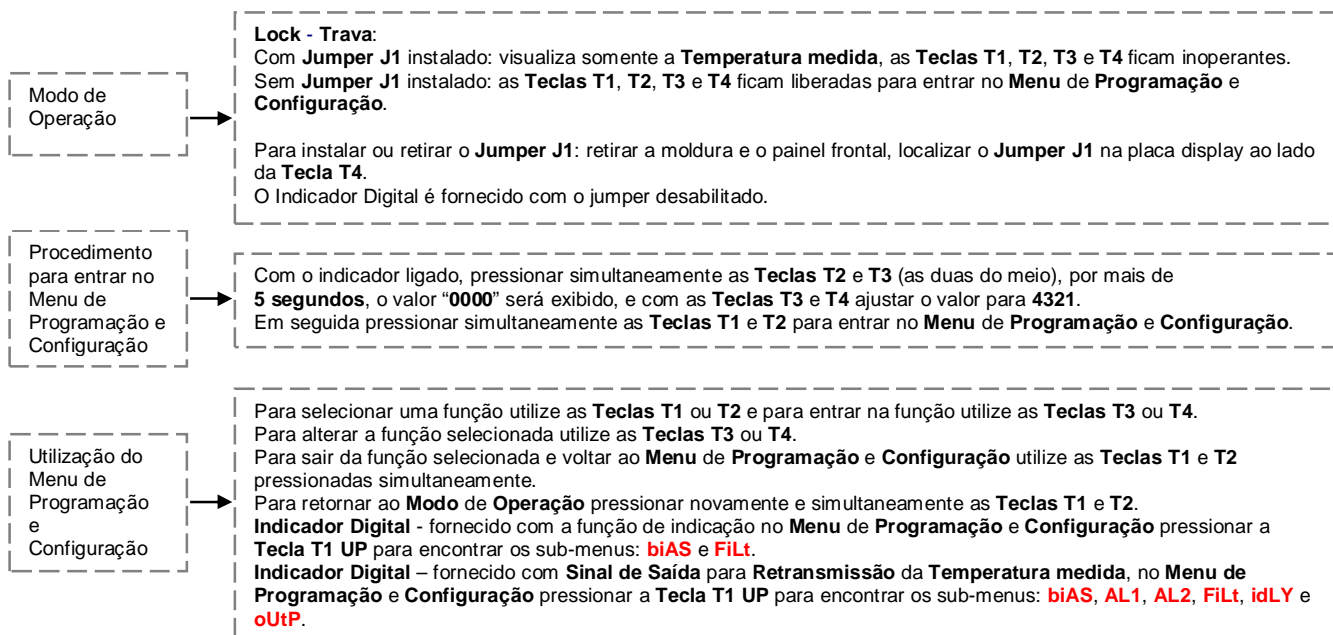 Modo de
Operação
Lock - Trava:
Com Jumper J1 instalado: visualiza somente a Temperatura medida, as Teclas T1, T2, T3 e T4 ficam inoperantes.
Sem Jumper J1 instalado: as Teclas T1, T2, T3 e T4 ficam liberadas para entrar no Menu de Programação e
Configuração.
Para instalar ou retirar o Jumper J1: retirar a moldura e o painel frontal, localizar o Jumper J1 na placa display ao lado
da Tecla T4.
O Indicador Digital é fornecido com o jumper desabilitado.
Procedimento
para entrar no
Menu de
Programação e
Configuração
Com o indicador ligado, pressionar simultaneamente as Teclas T2 e T3 (as duas do meio), por mais de
5 segundos, o valor “0000” será exibido, e com as Teclas T3 e T4 ajustar o valor para 4321.
Em seguida pressionar simultaneamente as Teclas T1 e T2 para entrar no Menu de Programação e Configuração.
Utilização do
Menu de
Programação
e
Configuração
Para selecionar uma função utilize as Teclas T1 ou T2 e para entrar na função utilize as Teclas T3 ou T4.
Para alterar a função selecionada utilize as Teclas T3 ou T4.
Para sair da função selecionada e voltar ao Menu de Programação e Configuração utilize as Teclas T1 e T2
pressionadas simultaneamente.
Para retornar ao Modo de Operação pressionar novamente e simultaneamente as Teclas T1 e T2.
Indicador Digital - fornecido com a função de indicação no Menu de Programação e Configuração pressionar a
Tecla T1 UP para encontrar os sub-menus: biAS e FiLt.
Indicador Digital – fornecido com Sinal de Saída para Retransmissão da Temperatura medida, no Menu de
Programação e Configuração pressionar a Tecla T1 UP para encontrar os sub-menus: biAS, AL1, AL2, FiLt, idLY e
oUtP.